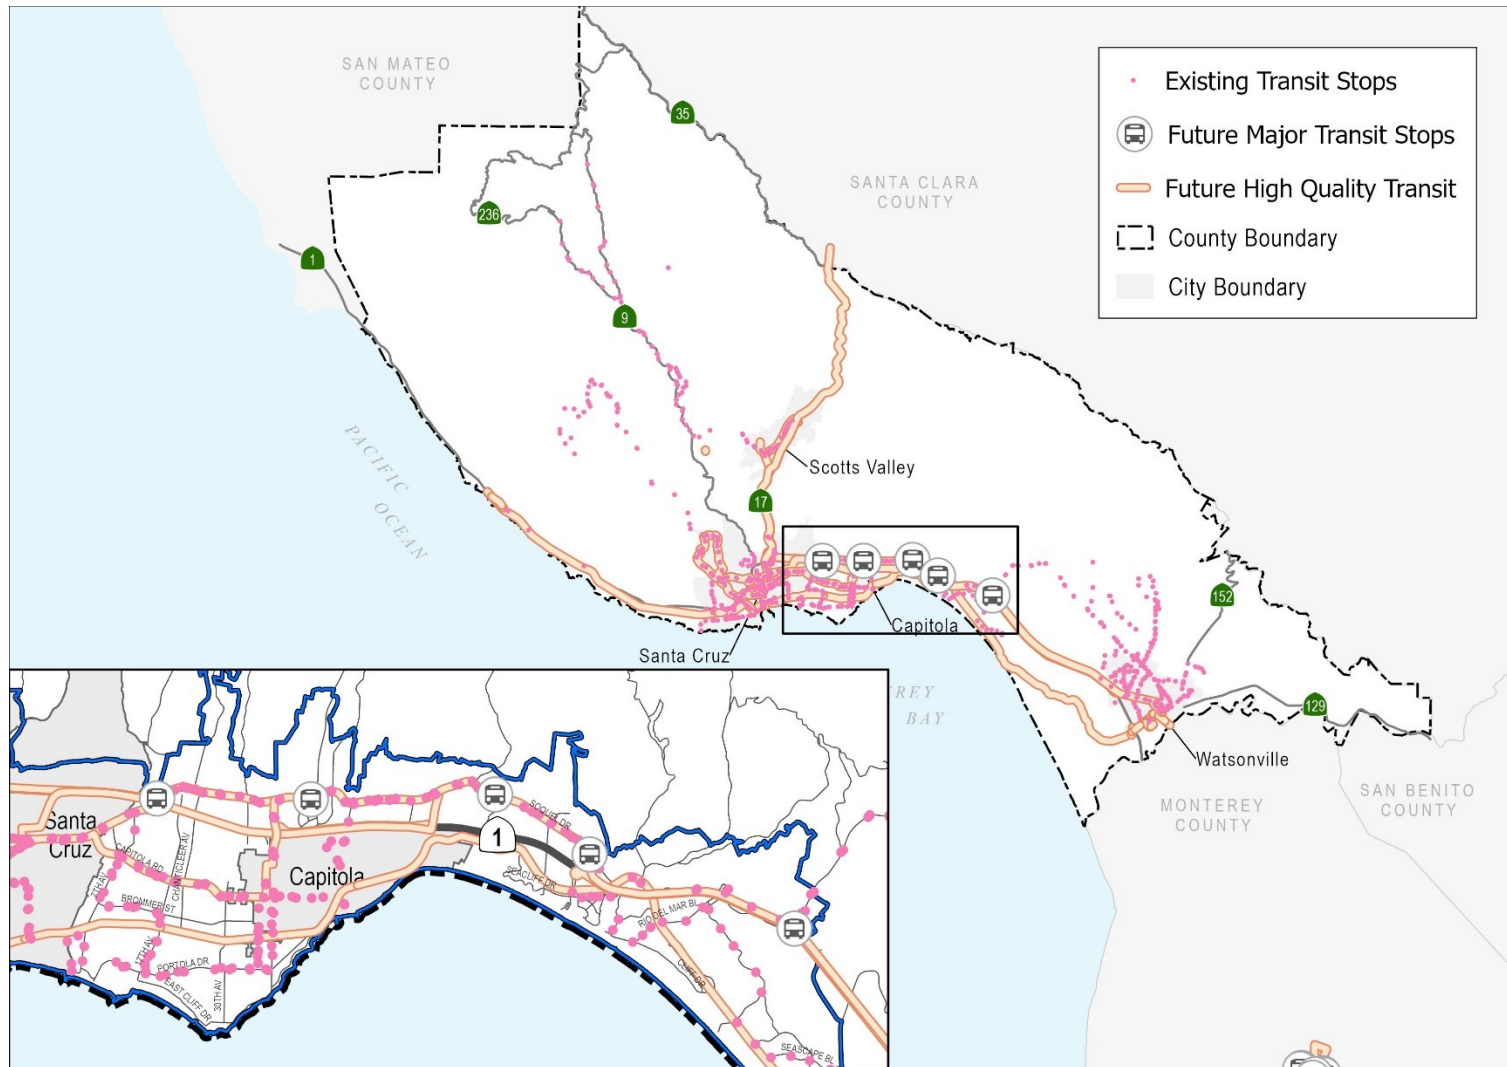 SAN MATEO
COUNTY
35
SANTA CLARA
COUNTY
236
1
9
PACIFIC
OCEAN
Scotts Valley
17
Capitola
Santa Cruz
152
EREY
BAY
129
Watsonville
MONTEREY
COUNTY
SAN BENITO
COUNTY
Existing Transit Stops
Future Major Transit Stops
Future High Quality Transit
County Boundary
City Boundary
Santa
Cruz
Capitola
1
SOQUEL DR
CAPITOLA RD
CHANTICLEER AV
7TH AV
BROMMER ST
17TH AV
PORTOLA DR
30TH AV
EAST CLIFF DR
SEACLIFF DR
RIO DEL MAR BL
CLIFF DR
SEASCAPE BL